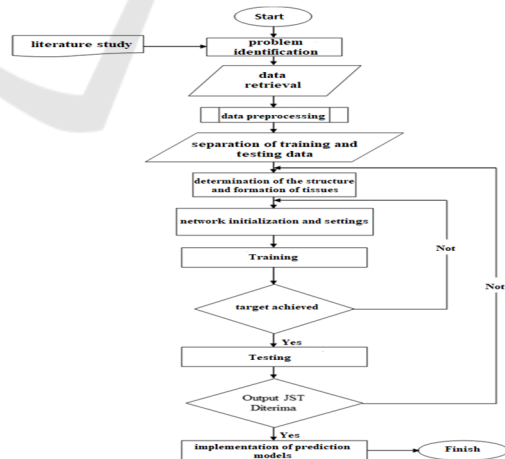 Start
literature study
problem
identification
data
retrieval
data preprocessing
separation of training and
testing data
determination of the structure
and formation of tissues
network initialization and settings
Not
Training
Not
target achieved
Yes
Testing
Output JST
Diterima
Yes
implementation of prediction
models
Finish